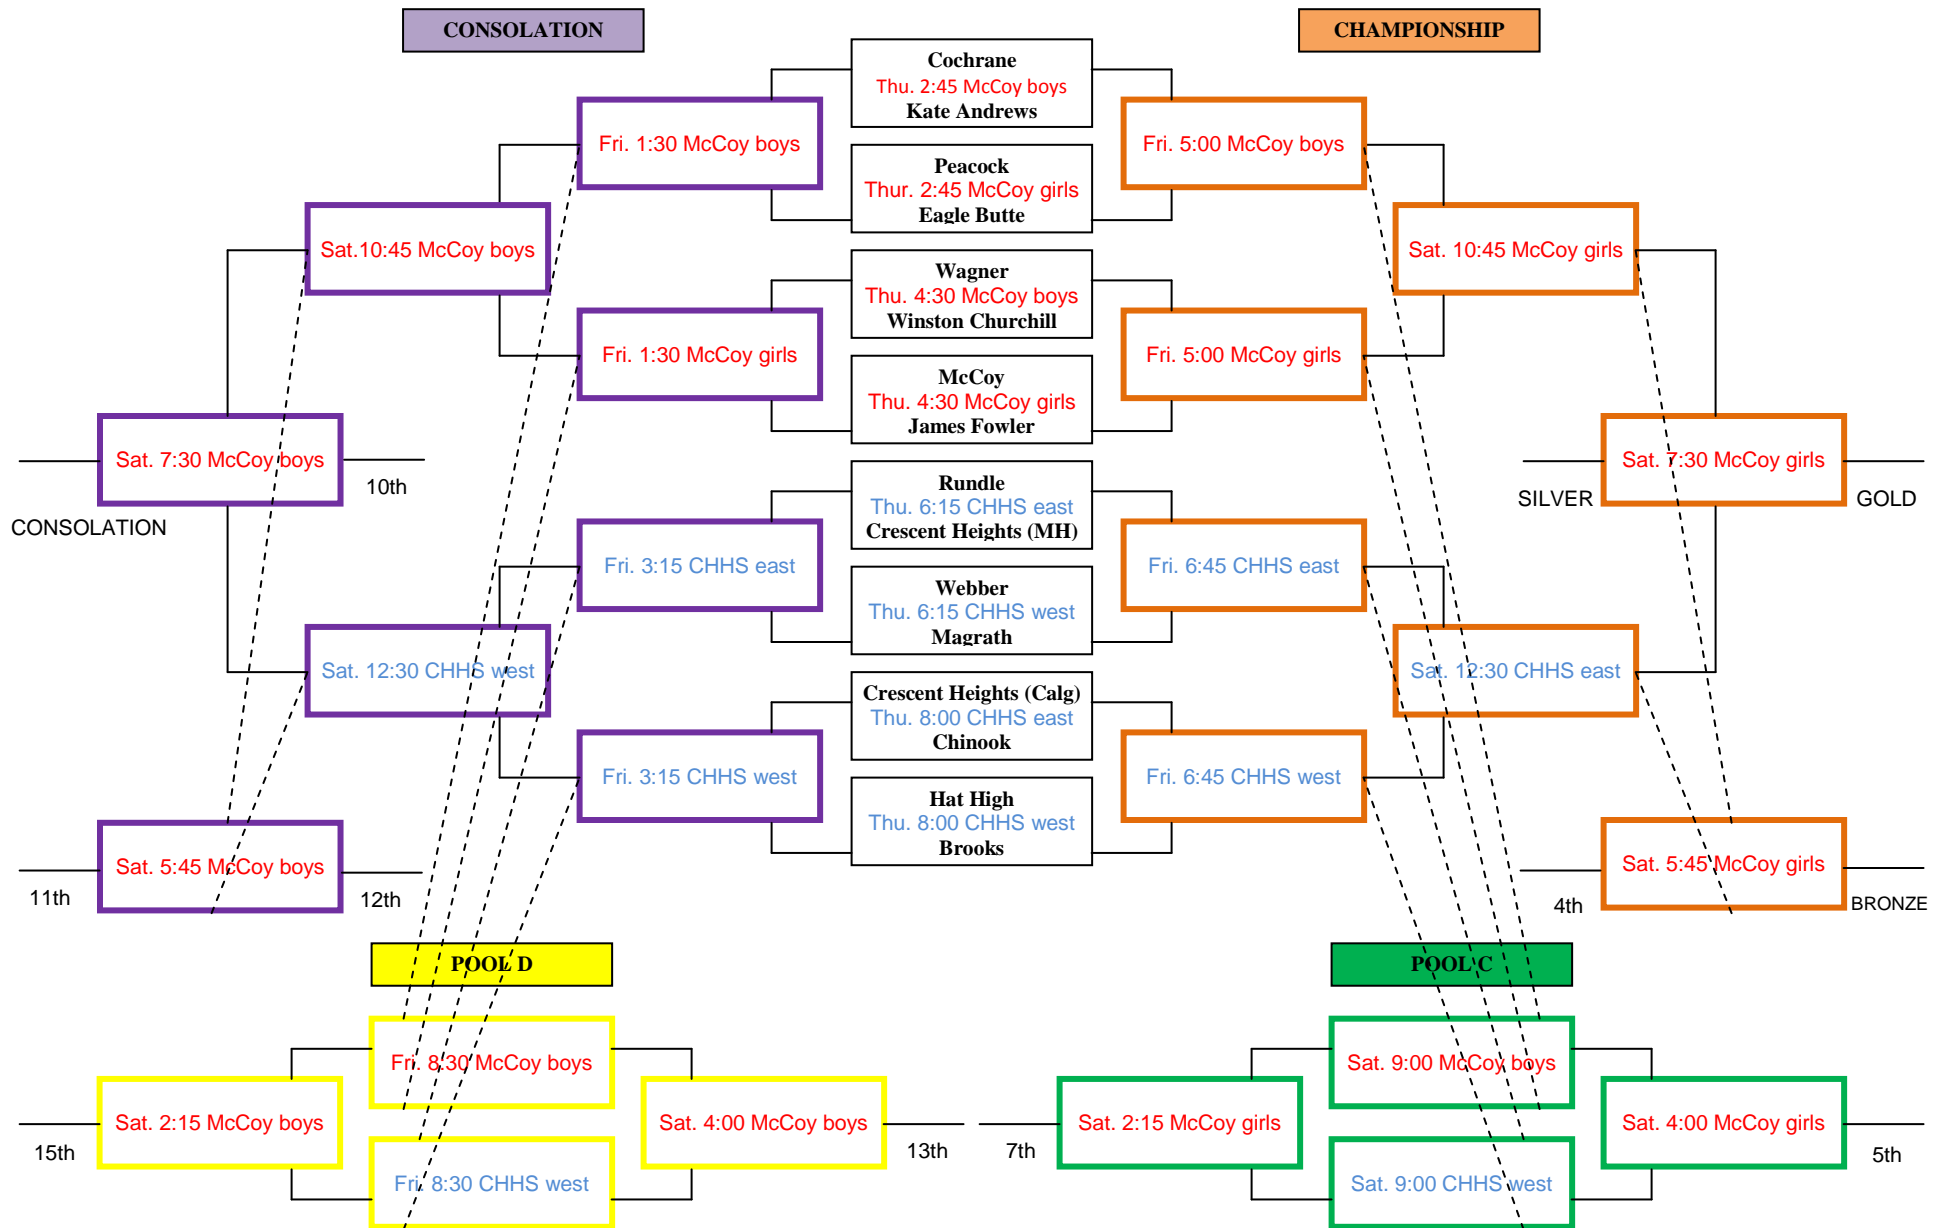 CONSOLATION
CHAMPIONSHIP
Cochrane
Thu. 2:45 McCoy boys
Kate Andrews
Fri. 1:30 McCoy boys
Fri. 5:00 McCoy boys
Peacock
Thur. 2:45 McCoy girls
Eagle Butte
Sat.10:45 McCoy boys
Sat. 10:45 McCoy girls
Wagner
Thu. 4:30 McCoy boys
Winston Churchill
Fri. 1:30 McCoy girls
Fri. 5:00 McCoy girls
McCoy
Thu. 4:30 McCoy girls
James Fowler
Sat. 7:30 McCoy boys
10th
CONSOLATION
Sat. 7:30 McCoy girls
SILVER
GOLD
Rundle
Thu. 6:15 CHHS east
Crescent Heights (MH)
Fri. 3:15 CHHS east
Fri. 6:45 CHHS east
Webber
Thu. 6:15 CHHS west
Magrath
Sat. 12:30 CHHS west
Sat. 12:30 CHHS east
Crescent Heights (Calg)
Thu. 8:00 CHHS east
Chinook
Fri. 3:15 CHHS west
Fri. 6:45 CHHS west
Hat High
Thu. 8:00 CHHS west
Brooks
Sat. 5:45 McCoy boys
11th
12th
Sat. 5:45 McCoy girls
4th
BRONZE
POOL D
POOL C
Fri. 8:30 McCoy boys
Sat. 9:00 McCoy boys
Sat. 2:15 McCoy boys
Sat. 4:00 McCoy boys
Sat. 2:15 McCoy girls
Sat. 4:00 McCoy girls
15th
13th
7th
5th
Fri. 8:30 CHHS west
Sat. 9:00 CHHS west